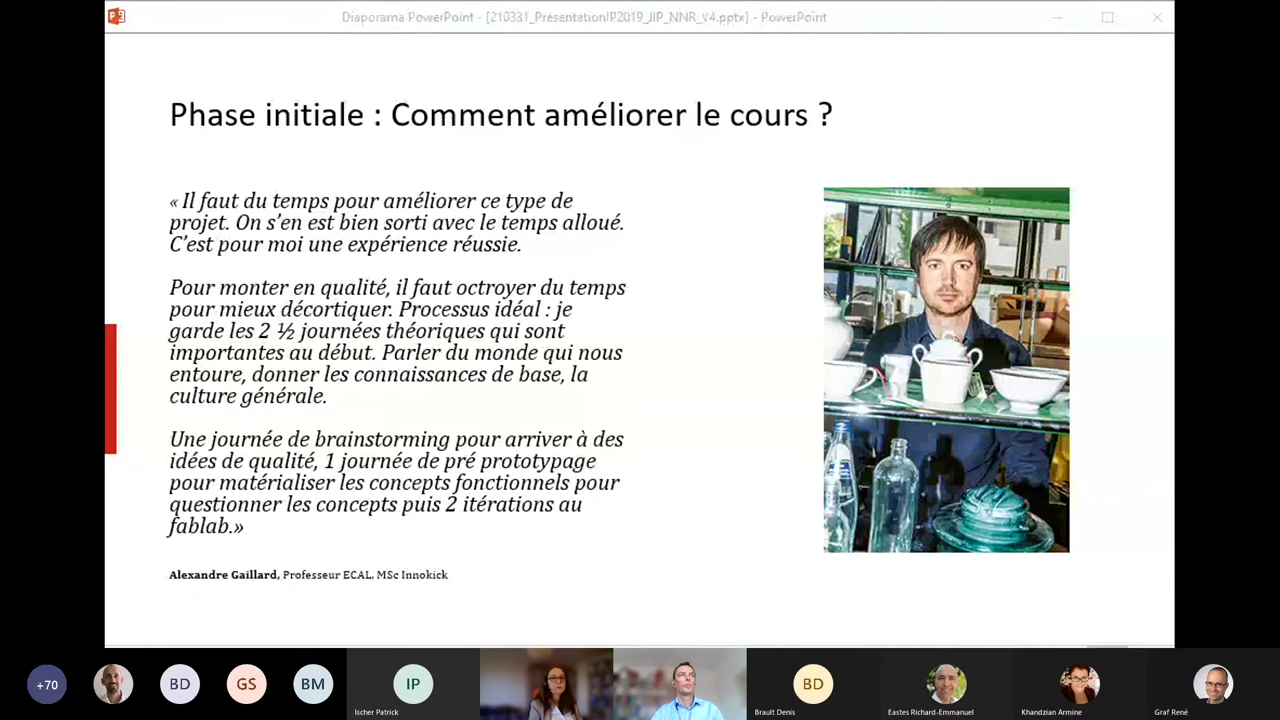 Diaporama PowerPoint - [210331_PresentationIP2019_JIP_NNR_v4.pptx] - PowerPoint
Phase initiale : Comment améliorer le cours ?
« Il faut du temps pour améliorer ce type de
projet. On s’en est bien sorti avec le temps alloué.
C’est pour moi une expérience réussie.
Pour monter en qualité, il faut octroyer du temps
pour mieux décortiquer. Processus idéal : je
garde les 2 ½ journées théoriques qui sont
importantes au début. Parler du monde qui nous
entoure, donner les connaissances de base, la
culture générale.
Une journée de brainstorming pour arriver à des
idées de qualité, 1 journée de pré prototypage
pour matérialiser les concepts fonctionnels pour
questionner les concepts puis 2 itérations au
fablab.»
Alexandre Gaillard, Professeur ECAL, MSc Innokick
+70
BD
GS
BM
IP
BD
Ischer Patrick
Brault Denis
Eastes Richard-Emmanuel
Khandzian Armine
Graf René